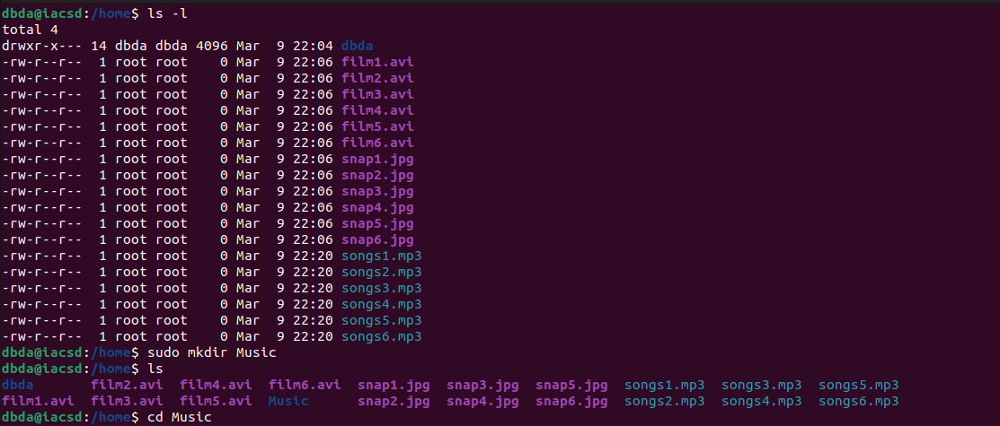 dbda@iacsd:/home$ ls -l
total 4
drwxr-x--- 14 dbda dbda 4096 Mar  9 22:04 dbda
-rw-r--r--  1 root root    0 Mar  9 22:06 film1.avi
-rw-r--r--  1 root root    0 Mar  9 22:06 film2.avi
-rw-r--r--  1 root root    0 Mar  9 22:06 film3.avi
-rw-r--r--  1 root root    0 Mar  9 22:06 film4.avi
-rw-r--r--  1 root root    0 Mar  9 22:06 film5.avi
-rw-r--r--  1 root root    0 Mar  9 22:06 film6.avi
-rw-r--r--  1 root root    0 Mar  9 22:06 snap1.jpg
-rw-r--r--  1 root root    0 Mar  9 22:06 snap2.jpg
-rw-r--r--  1 root root    0 Mar  9 22:06 snap3.jpg
-rw-r--r--  1 root root    0 Mar  9 22:06 snap4.jpg
-rw-r--r--  1 root root    0 Mar  9 22:06 snap5.jpg
-rw-r--r--  1 root root    0 Mar  9 22:06 snap6.jpg
-rw-r--r--  1 root root    0 Mar  9 22:20 songs1.mp3
-rw-r--r--  1 root root    0 Mar  9 22:20 songs2.mp3
-rw-r--r--  1 root root    0 Mar  9 22:20 songs3.mp3
-rw-r--r--  1 root root    0 Mar  9 22:20 songs4.mp3
-rw-r--r--  1 root root    0 Mar  9 22:20 songs5.mp3
-rw-r--r--  1 root root    0 Mar  9 22:20 songs6.mp3
dbda@iacsd:/home$ sudo mkdir Music
dbda@iacsd:/home$ ls
dbda       film2.avi  film4.avi  film6.avi  snap1.jpg  snap3.jpg  snap5.jpg  songs1.mp3  songs3.mp3  songs5.mp3
film1.avi  film3.avi  film5.avi  Music      snap2.jpg  snap4.jpg  snap6.jpg  songs2.mp3  songs4.mp3  songs6.mp3
dbda@iacsd:/home$ cd Music